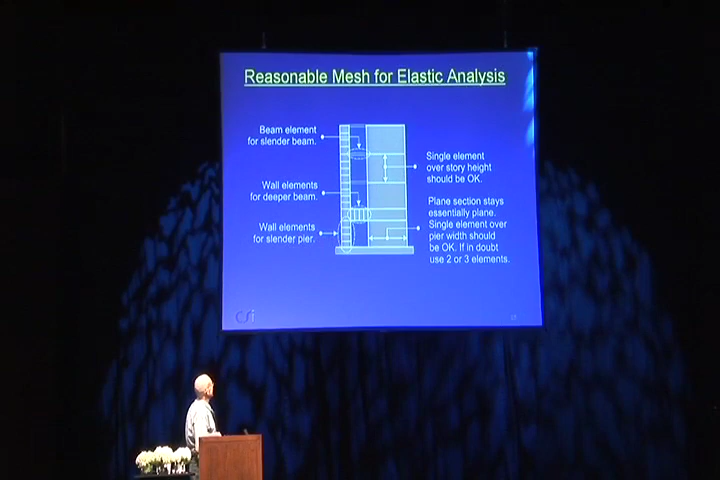 Reasonable Mesh for Elastic Analysis
Beam element
for slender beam.
Wall elements
for deeper beam.
Wall elements
for slender pier.
Single element
over story height
should be OK.
Plane section stays
essentially plane.
Single element over
pier width should
be OK. If in doubt
use 2 or 3 elements.
CSi